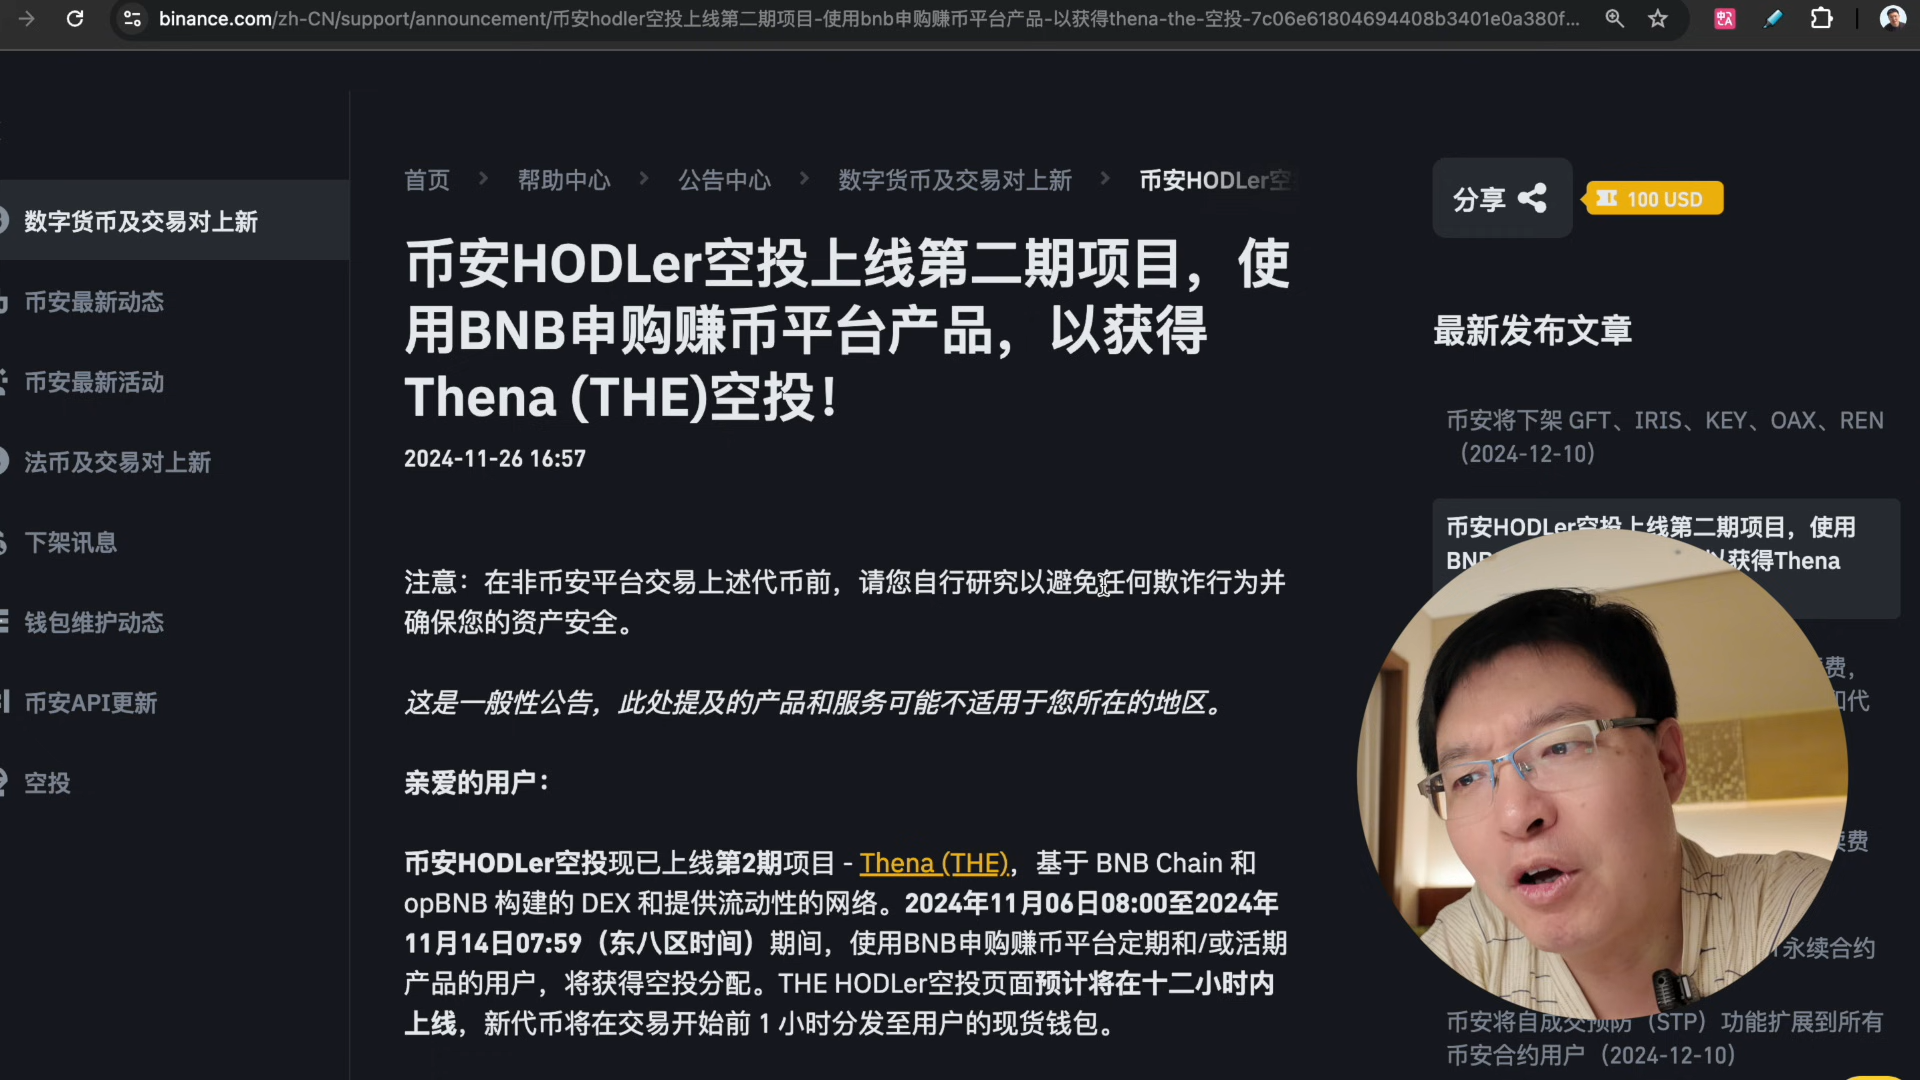 binance.com/zh-CN/support/announcement/币安hodler空投上线第二期项目-使用bnb申购赚币平台产品-以获得thena-the-空投-7c06e61804694408b3401e0a380f...
首页
帮助中心
公告中心
数字货币及交易对上新
币安HODLer空
分享
100 USD
数字货币及交易对上新
币安最新动态
币安最新活动
法币及交易对上新
下架讯息
钱包维护动态
币安API更新
空投
币安HODLer空投上线第二期项目，使
用BNB申购赚币平台产品，以获得
Thena (THE)空投！
2024-11-26 16:57
注意：在非币安平台交易上述代币前，请您自行研究以避免任何欺诈行为并
确保您的资产安全。
这是一般性公告，此处提及的产品和服务可能不适用于您所在的地区。
亲爱的用户：
币安HODLer空投现已上线第2期项目 - Thena (THE)，基于 BNB Chain 和
opBNB 构建的 DEX 和提供流动性的网络。2024年11月06日08:00至2024年
11月14日07:59（东八区时间）期间，使用BNB申购赚币平台定期和/或活期
产品的用户，将获得空投分配。THE HODLer空投页面预计将在十二小时内
上线，新代币将在交易开始前 1 小时分发至用户的现货钱包。
最新发布文章
币安将下架 GFT、IRIS、KEY、OAX、REN
（2024-12-10）
币安HODLer空投上线第二期项目，使用
BNB 以获得Thena
费，
和代
续费
永续合约
币安将自成交预防（STP）功能扩展到所有
币安合约用户（2024-12-10）